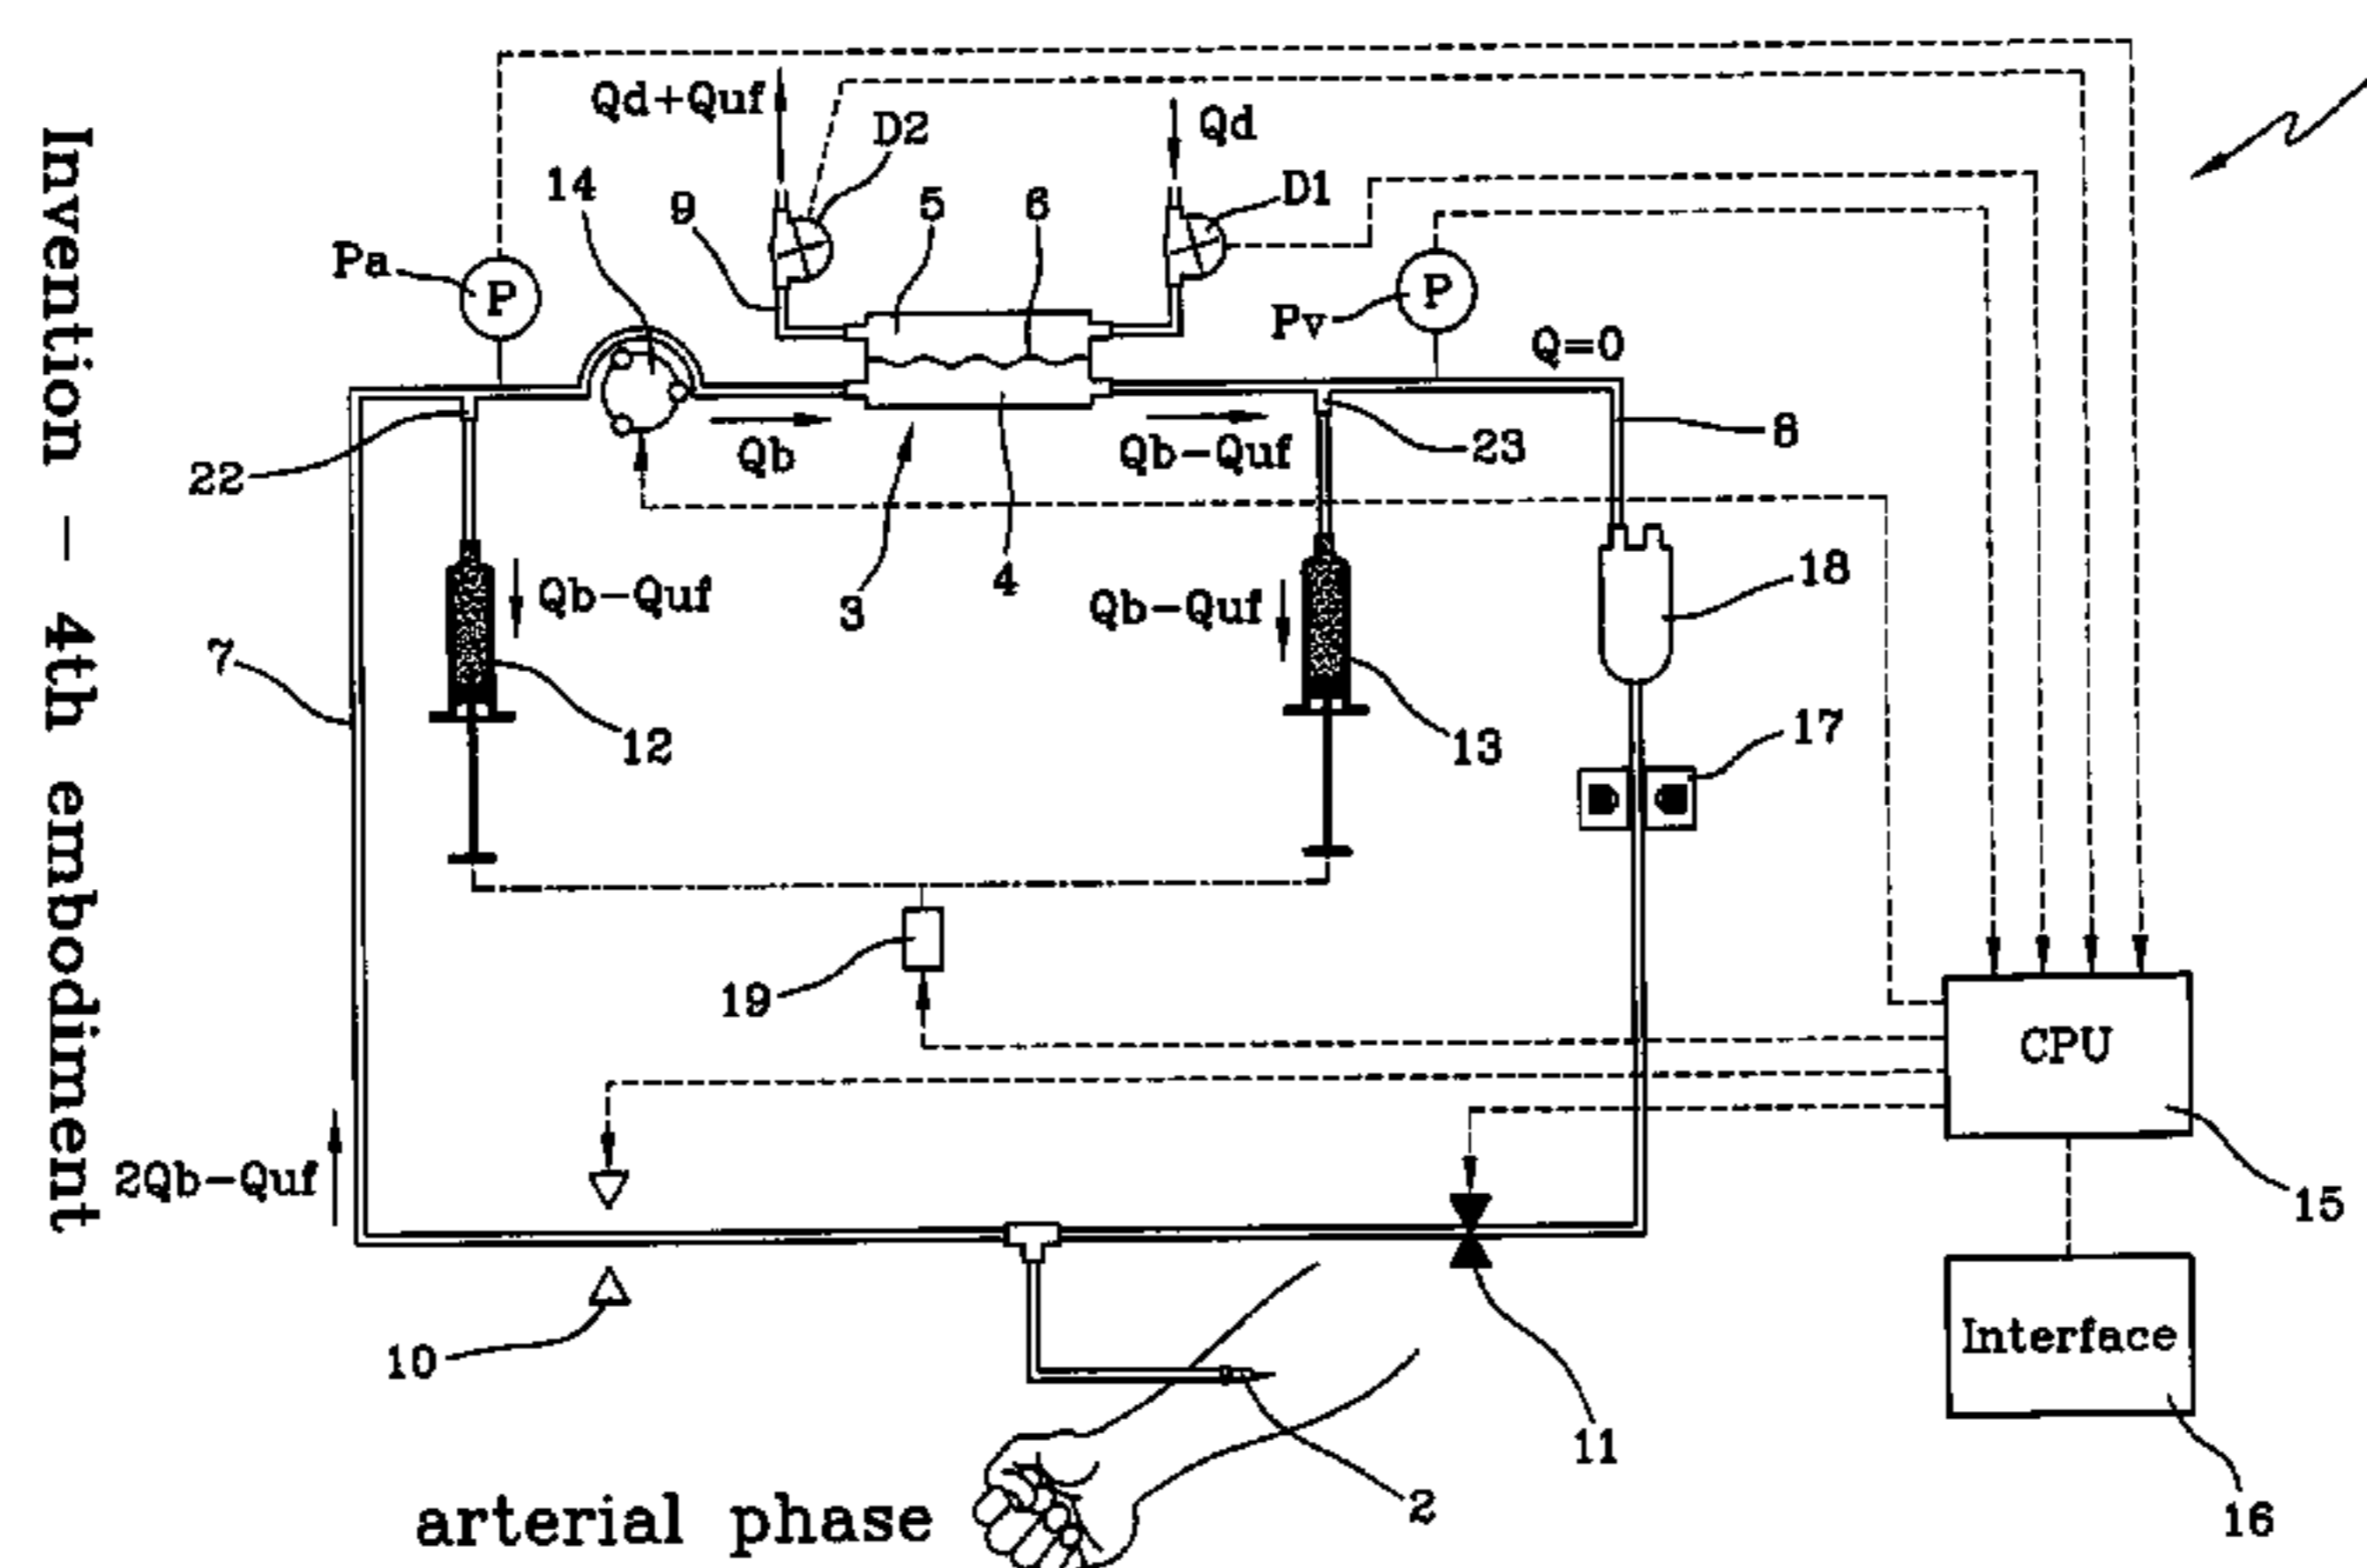 Invention - 4th embodiment
Qd+Quf
D2
Qd
14
9
5
6
D1
Pa
P
Pv
P
Q=0
22
Qb
Qb-Quf
23
8
Qb-Quf
3
4
Qb-Quf
18
7
12
13
17
19
CPU
2Qb-Quf
15
10
Interface
11
arterial phase
2
16